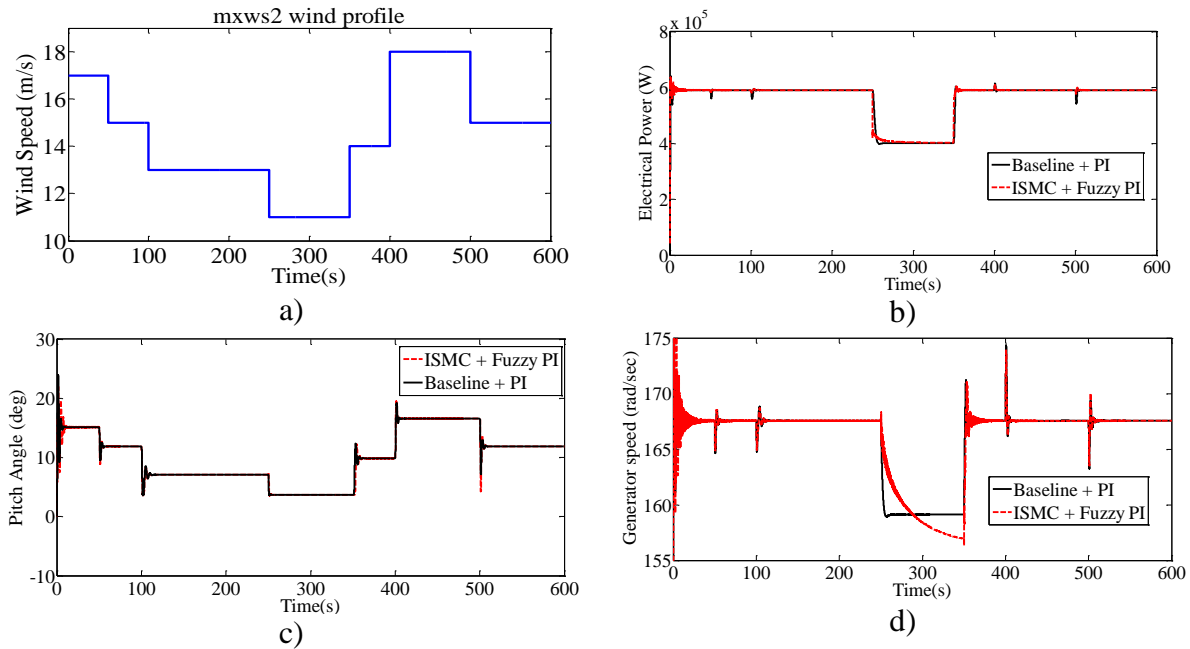 mxws2 wind profile
Wind Speed (m/s)
18
16
14
12
10
0
100
200
300
400
500
600
Time(s)
a)
x 10^5
Electrical Power (W)
8
6
4
2
0
0
100
200
300
400
500
600
Baseline + PI
ISMC + Fuzzy PI
Time(s)
b)
Pitch Angle (deg)
30
20
10
0
-10
0
100
200
300
400
500
600
ISMC + Fuzzy PI
Baseline + PI
Time(s)
c)
Generator speed (rad/sec)
175
170
165
160
155
0
100
200
300
400
500
600
Baseline + PI
ISMC + Fuzzy PI
Time(s)
d)